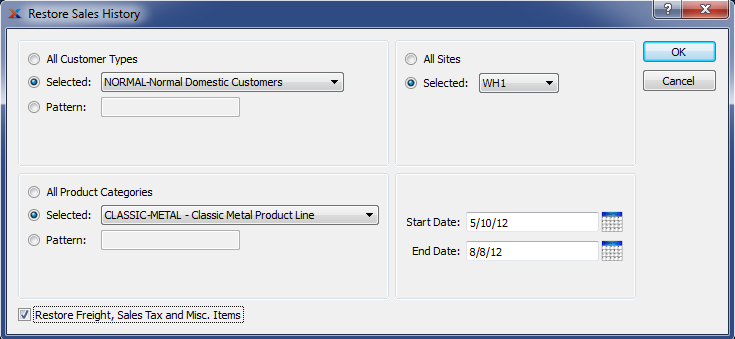 Restore Sales History
All Customer Types
Selected: NORMAL-Normal Domestic Customers
Pattern:
All Sites
Selected: WH1
OK
Cancel
All Product Categories
Selected: CLASSIC-METAL - Classic Metal Product Line
Pattern:
Start Date: 5/10/12
End Date: 8/8/12
Restore Freight, Sales Tax and Misc. Items